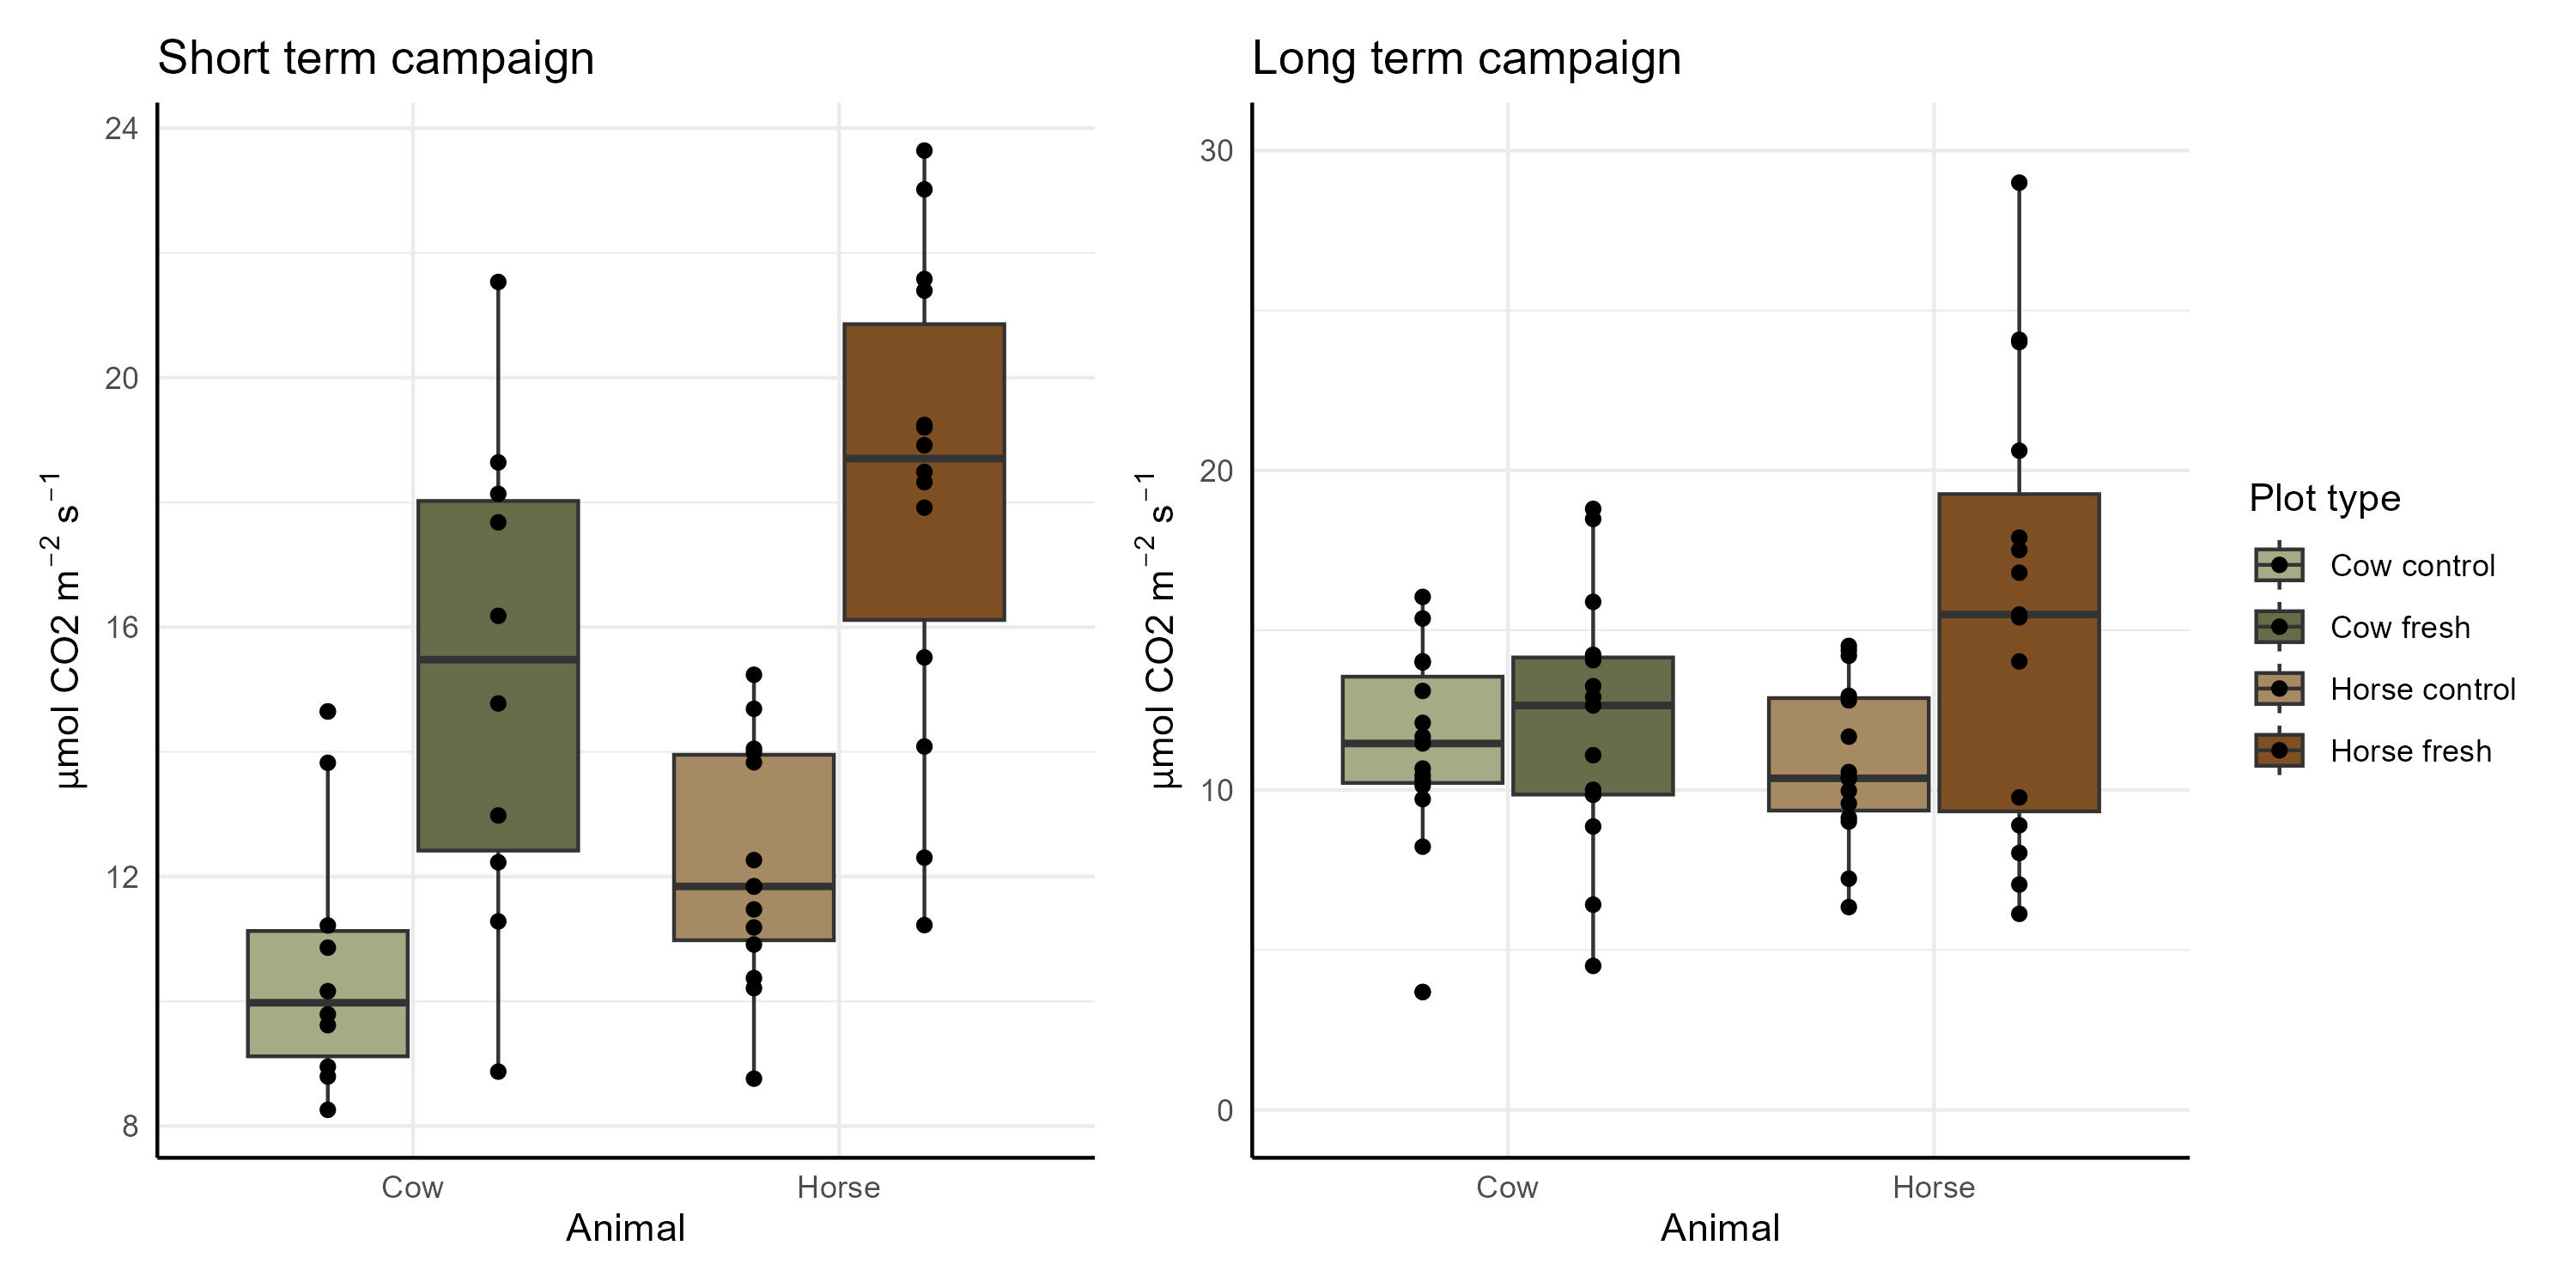 Short term campaign
24
20
16
12
8
µmol CO2 m⁻² s⁻¹
Cow
Horse
Animal
Long term campaign
30
20
10
0
µmol CO2 m⁻² s⁻¹
Cow
Horse
Animal
Plot type
Cow control
Cow fresh
Horse control
Horse fresh